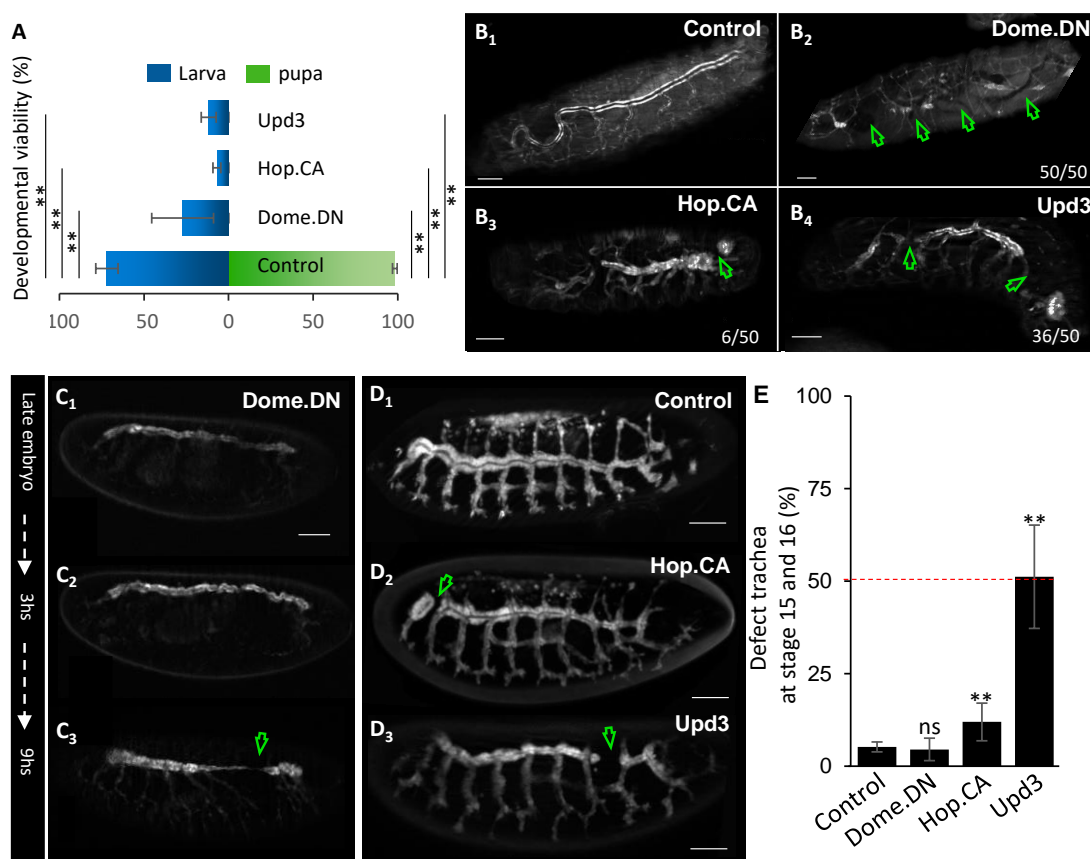 A
Developmental viability (%)
Larva
pupa
Upd3
Hop.CA
Dome.DN
Control
**
**
**
**
**
**
100
50
0
50
100
B1
Control
B2
Dome.DN
50/50
B3
Hop.CA
6/50
B4
Upd3
36/50
Late embryo
3hs
9hs
C1
Dome.DN
C2
C3
D1
Control
D2
Hop.CA
D3
Upd3
E
Defect trachea
at stage 15 and 16 (%)
100
75
50
25
0
ns
**
**
Control
Dome.DN
Hop.CA
Upd3